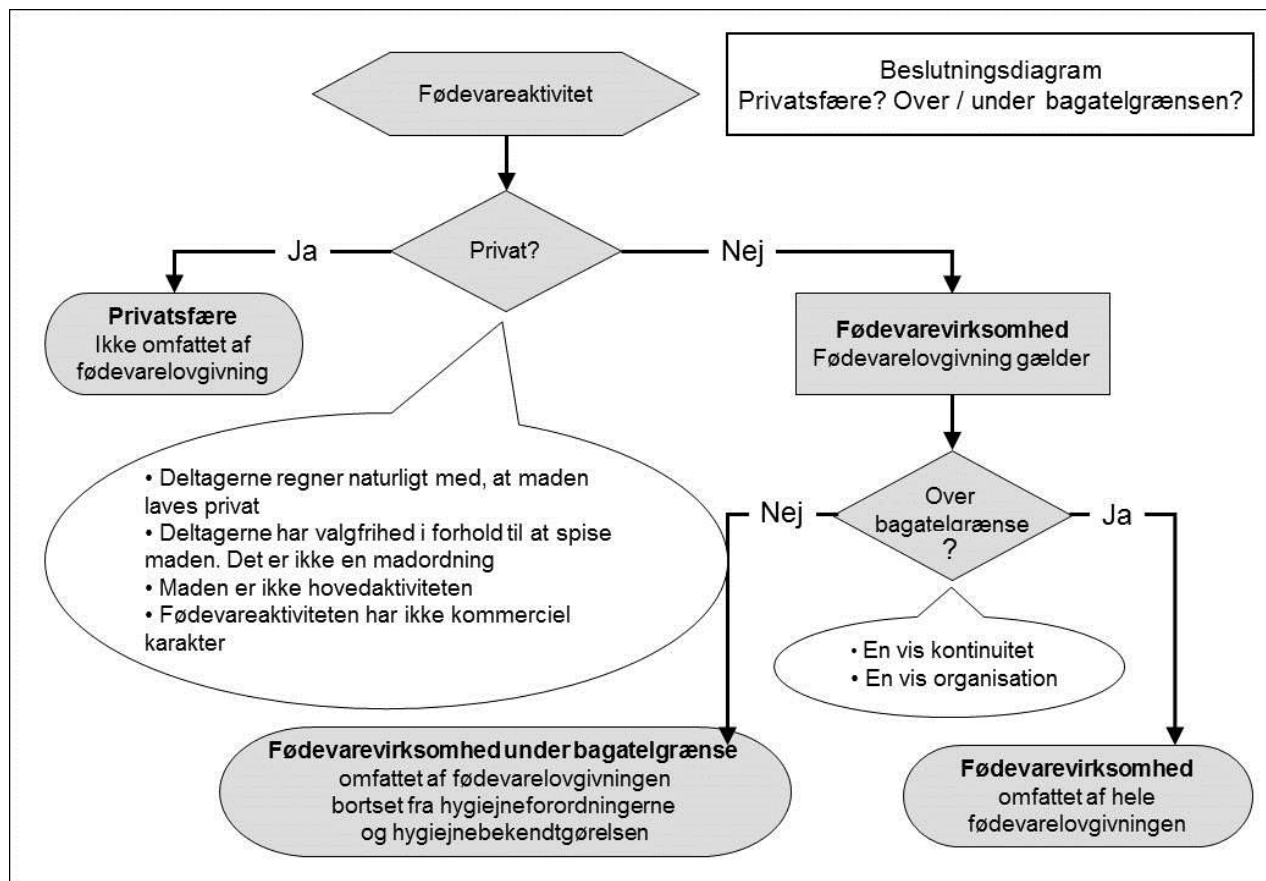 Fødevareaktivitet
Beslutningsdiagram
Privatsfære? Over / under bagatelgrænsen?
Privat?
Ja
Nej
Privatsfære
Ikke omfattet af
fødevarelovgivning
Fødevarevirksomhed
Fødevarelovgivning gælder
• Deltagerne regner naturligt med, at maden
laves privat
• Deltagerne har valgfrihed i forhold til at spise
maden. Det er ikke en madordning
• Maden er ikke hovedaktiviteten
• Fødevareaktiviteten har ikke kommerciel
karakter
Over
bagatelgrænse
?
Nej
Ja
• En vis kontinuitet
• En vis organisation
Fødevarevirksomhed under bagatelgrænse
omfattet af fødevarelovgivningen
bortset fra hygiejneforordningerne
og hygiejnebekendtgørelsen
Fødevarevirksomhed
omfattet af hele
fødevarelovgivningen